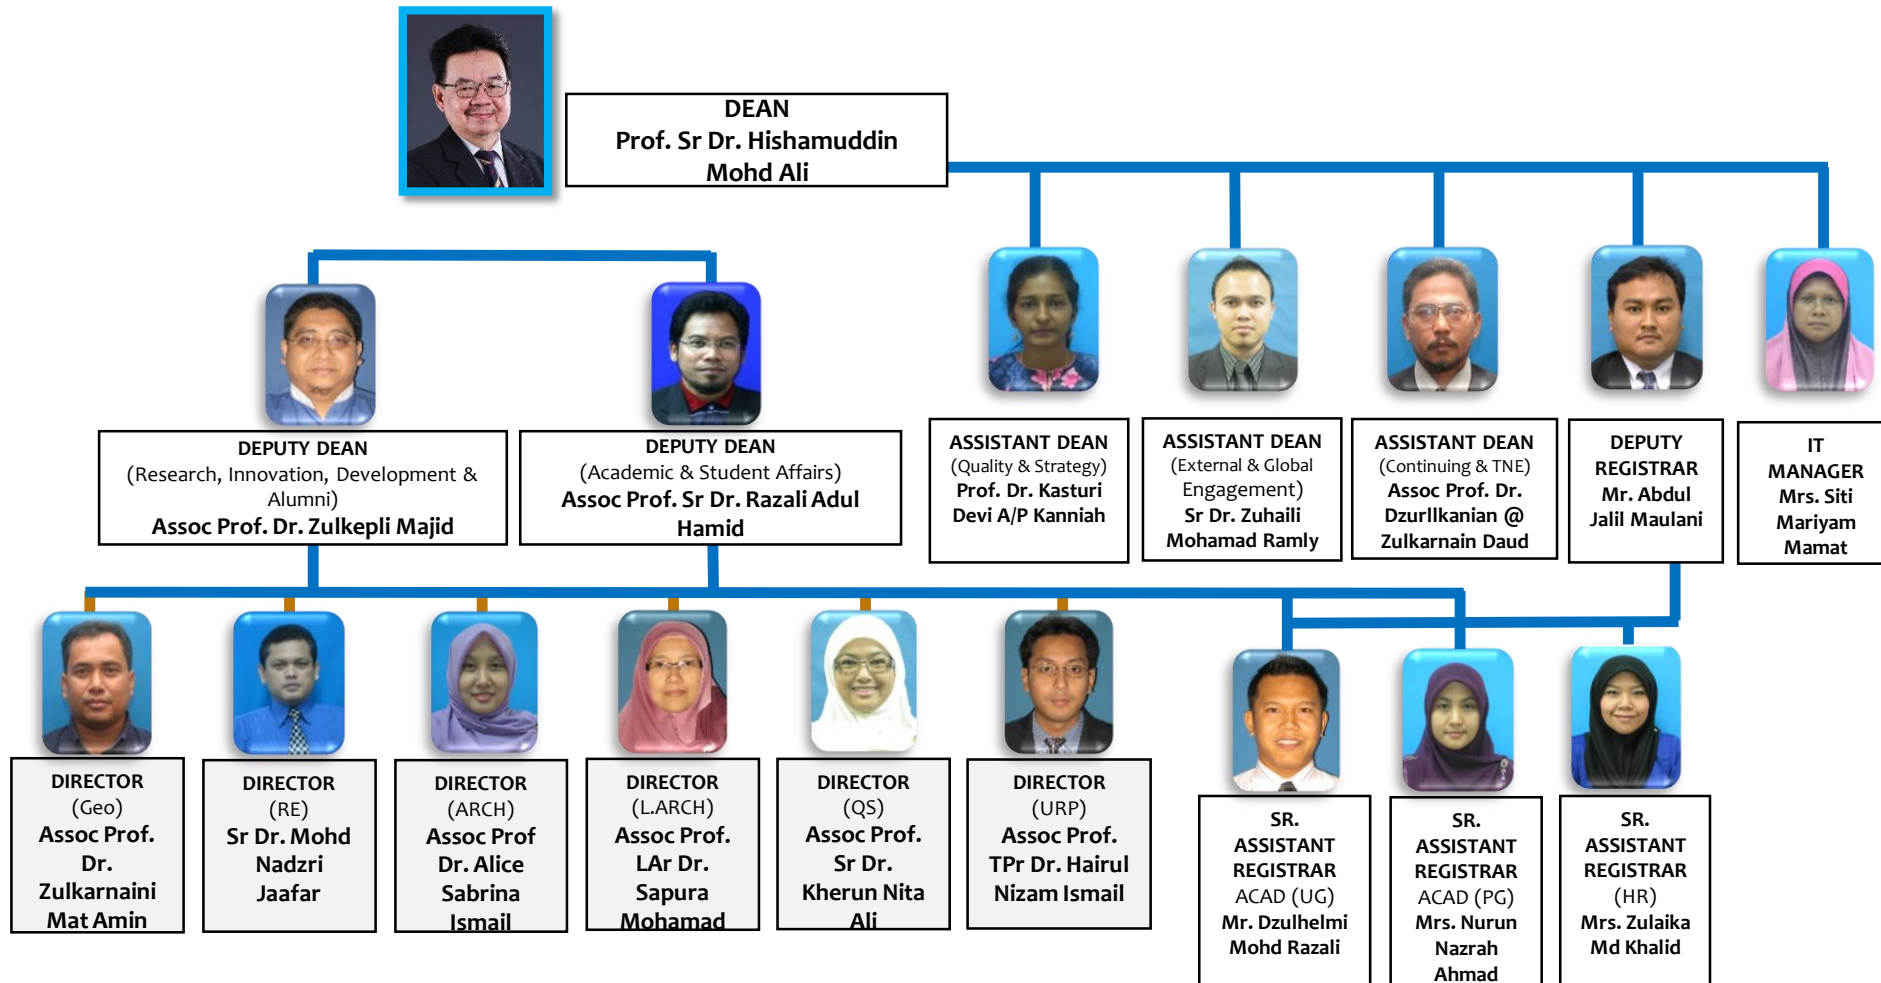 DEAN
Prof. Sr Dr. Hishamuddin
Mohd Ali
DEPUTY DEAN
(Research, Innovation, Development &
Alumni)
Assoc Prof. Dr. Zulkepli Majid
DEPUTY DEAN
(Academic & Student Affairs)
Assoc Prof. Sr Dr. Razali Adul
Hamid
ASSISTANT DEAN
(Quality & Strategy)
Prof. Dr. Kasturi
Devi A/P Kanniah
ASSISTANT DEAN
(External & Global
Engagement)
Sr Dr. Zuhaili
Mohamad Ramly
ASSISTANT DEAN
(Continuing & TNE)
Assoc Prof. Dr.
Dzurllkanian @
Zulkarnain Daud
DEPUTY
REGISTRAR
Mr. Abdul
Jalil Maulani
IT
MANAGER
Mrs. Siti
Mariyam
Mamat
DIRECTOR
(Geo)
Assoc Prof.
Dr.
Zulkarnaini
Mat Amin
DIRECTOR
(RE)
Sr Dr. Mohd
Nadzri
Jaafar
DIRECTOR
(ARCH)
Assoc Prof
Dr. Alice
Sabrina
Ismail
DIRECTOR
(L.ARCH)
Assoc Prof.
LAr Dr.
Sapura
Mohamad
DIRECTOR
(QS)
Assoc Prof.
Sr Dr.
Kherun Nita
Ali
DIRECTOR
(URP)
Assoc Prof.
TPr Dr. Hairul
Nizam Ismail
SR.
ASSISTANT
REGISTRAR
ACAD (UG)
Mr. Dzulhelmi
Mohd Razali
SR.
ASSISTANT
REGISTRAR
ACAD (PG)
Mrs. Nurun
Nazrah
Ahmad
SR.
ASSISTANT
REGISTRAR
(HR)
Mrs. Zulaika
Md Khalid